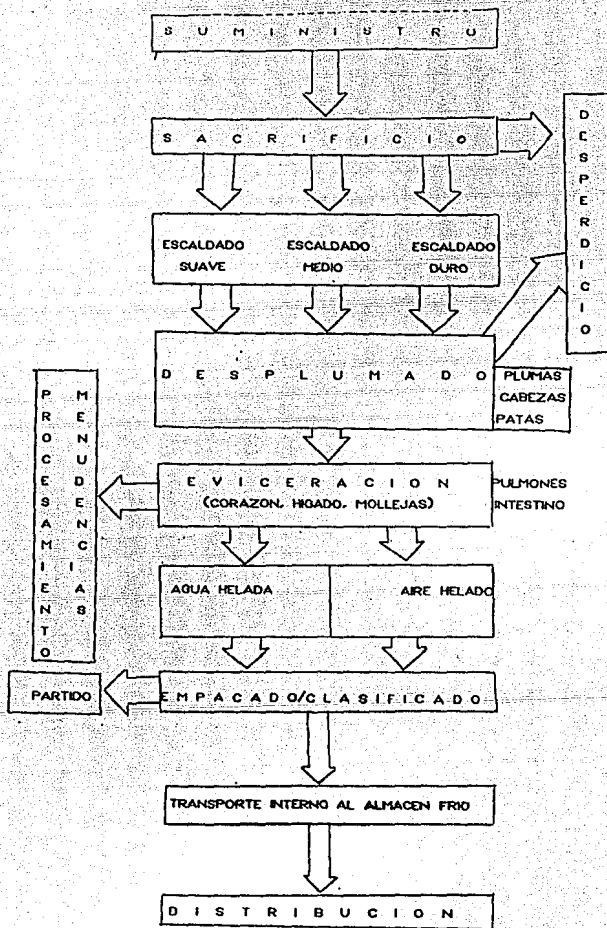 SUMINISTRO
SACRIFICIO
DESPERDICIO
ESCALDADO SUAVE
ESCALDADO MEDIO
ESCALDADO DURO
DESPLUMADO
PLUMAS
CABEZAS
PATAS
PROCESAMIENTO
MENUDENCIAS
EVICERACION
(CORAZON, HIGADO, MOLLEJAS)
PULMONES
INTESTINO
AGUA HELADA
AIRE HELADO
PARTIDO
EMPACADO/CLASIFICADO
TRANSPORTE INTERNO AL ALMACEN FRIO
DISTRIBUCION